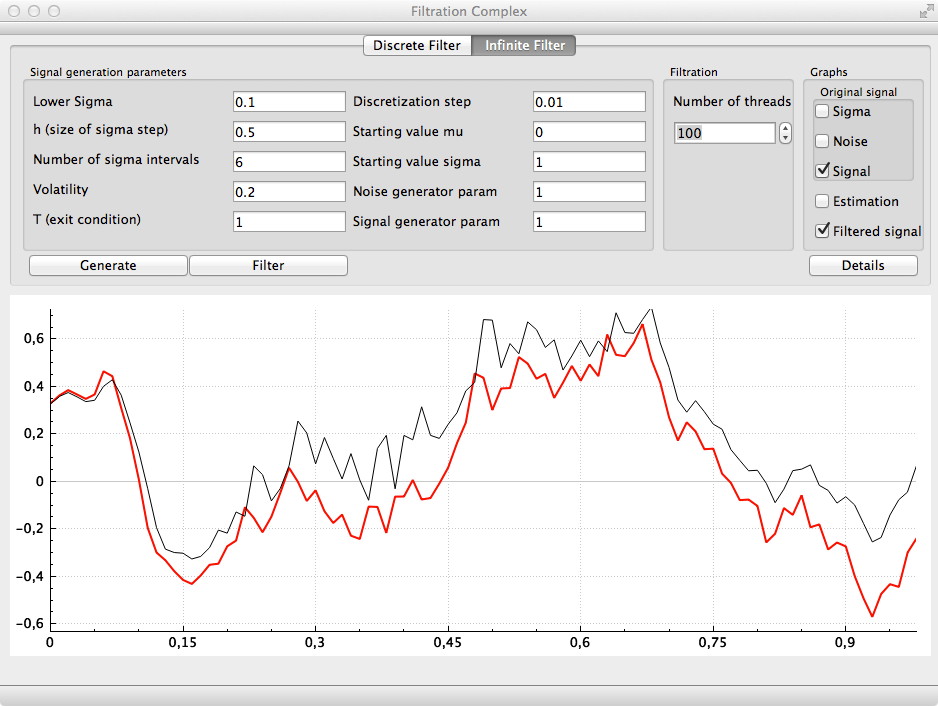 Filtration Complex
Discrete Filter Infinite Filter
Signal generation parameters Filtration Graphs
Lower Sigma 0.1 Discretization step 0.01 Number of threads Original signal
Sigma
h (size of sigma step) 0.5 Starting value mu 0 100 Noise
Number of sigma intervals 6 Starting value sigma 1 Signal
Volatility 0.2 Noise generator param 1 Estimation
T (exit condition) 1 Signal generator param 1 Filtered signal
Generate Filter Details
0,6
0,4
0,2
0
−0,2
−0,4
−0,6
0 0,15 0,3 0,45 0,6 0,75 0,9